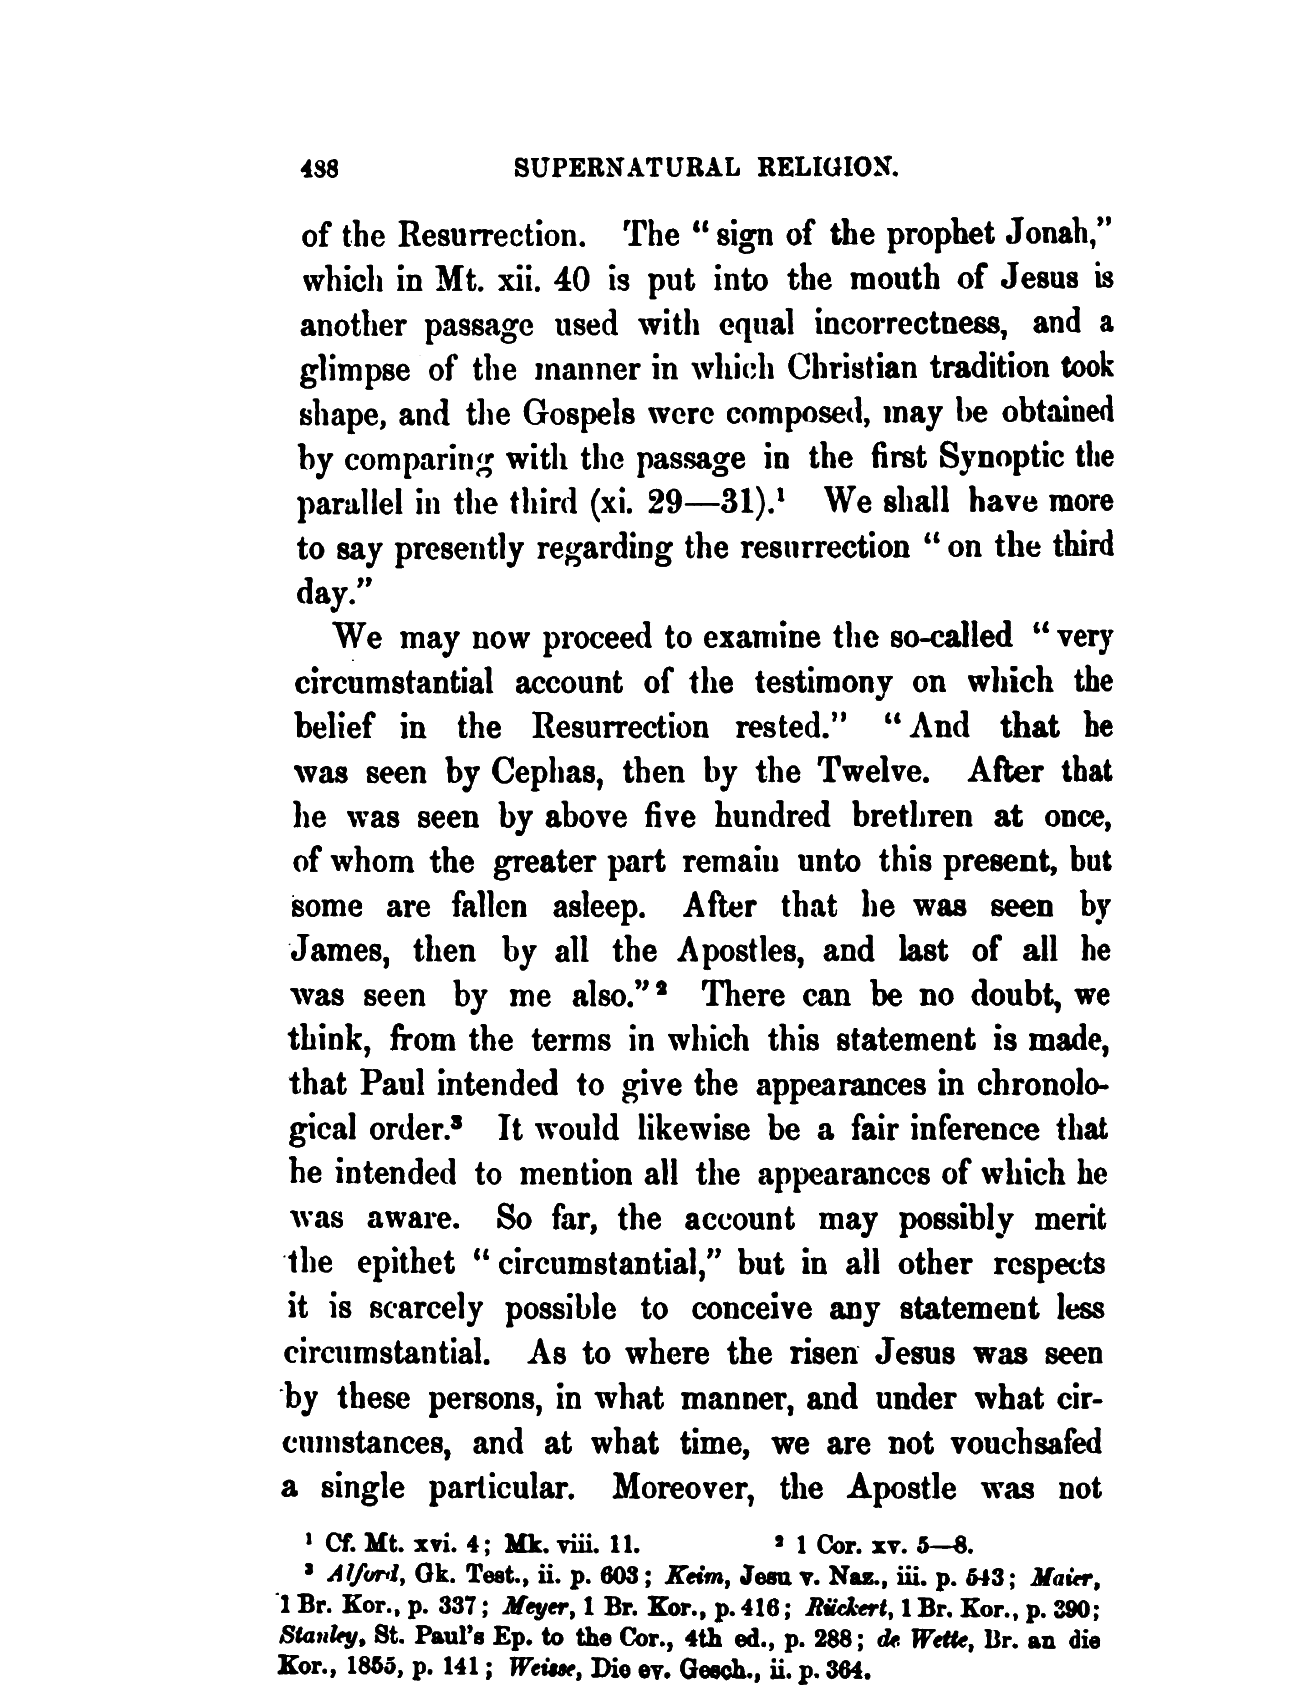 488 SUPERNATURAL RELIGION.
of the Resurrection. The “ sign of the prophet Jonah,”
which in Mt. xii. 40 is put into the mouth of Jesus is
another passage used with equal incorrectness, and a
glimpse of the manner in which Christian tradition took
shape, and the Gospels were composed, may be obtained
by comparing with the passage in the first Synoptic the
parallel in the third (xi. 29—31).¹ We shall have more
to say presently regarding the resurrection “ on the third
day.”
We may now proceed to examine the so-called “ very
circumstantial account of the testimony on which the
belief in the Resurrection rested.” “ And that he
was seen by Cephas, then by the Twelve. After that
he was seen by above five hundred brethren at once,
of whom the greater part remain unto this present, but
some are fallen asleep. After that he was seen by
James, then by all the Apostles, and last of all he
was seen by me also.” ² There can be no doubt, we
think, from the terms in which this statement is made,
that Paul intended to give the appearances in chronolo-
gical order.³ It would likewise be a fair inference that
he intended to mention all the appearances of which he
was aware. So far, the account may possibly merit
the epithet “ circumstantial,” but in all other respects
it is scarcely possible to conceive any statement less
circumstantial. As to where the risen Jesus was seen
by these persons, in what manner, and under what cir-
cumstances, and at what time, we are not vouchsafed
a single particular. Moreover, the Apostle was not
¹ Cf. Mt. xvi. 4; Mk. viii. 11. ² 1 Cor. xv. 5—8.
³ Alford, Gk. Test., ii. p. 603; Keim, Jesu v. Naz., iii. p. 543; Maier,
1 Br. Kor., p. 337; Meyer, 1 Br. Kor., p. 416; Rückert, 1 Br. Kor., p. 390;
Stanley, St. Paul’s Ep. to the Cor., 4th ed., p. 288; de Wette, Br. an die
Kor., 1855, p. 141; Weisse, Die ev. Gesch., ii. p. 364.